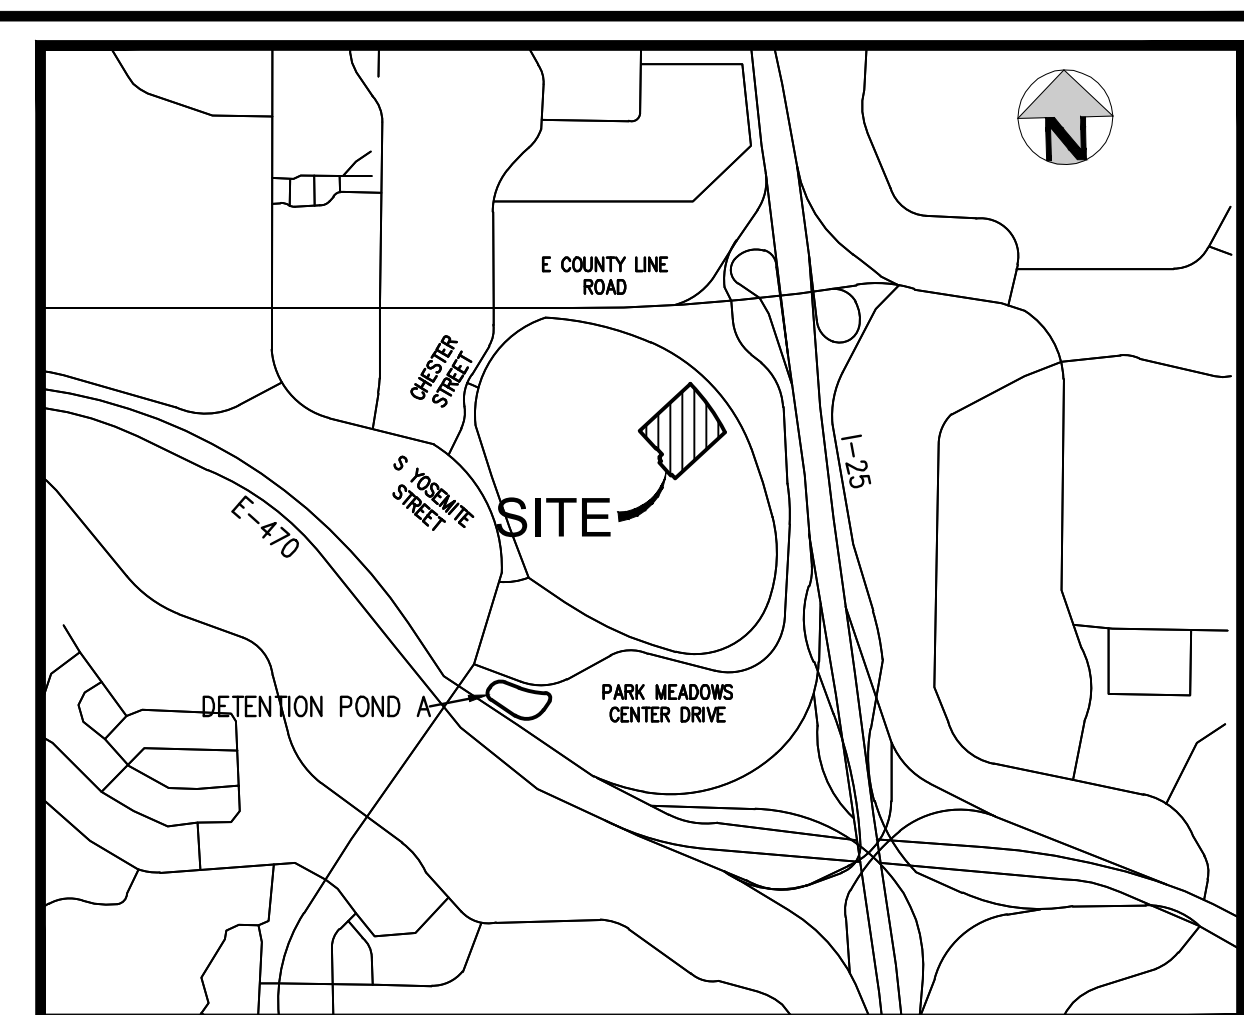 N
E COUNTY LINE
ROAD
CHESTER
STREET
I-25
S YOSEMITE
STREET
SITE
E-470
DETENTION POND A
PARK MEADOWS
CENTER DRIVE